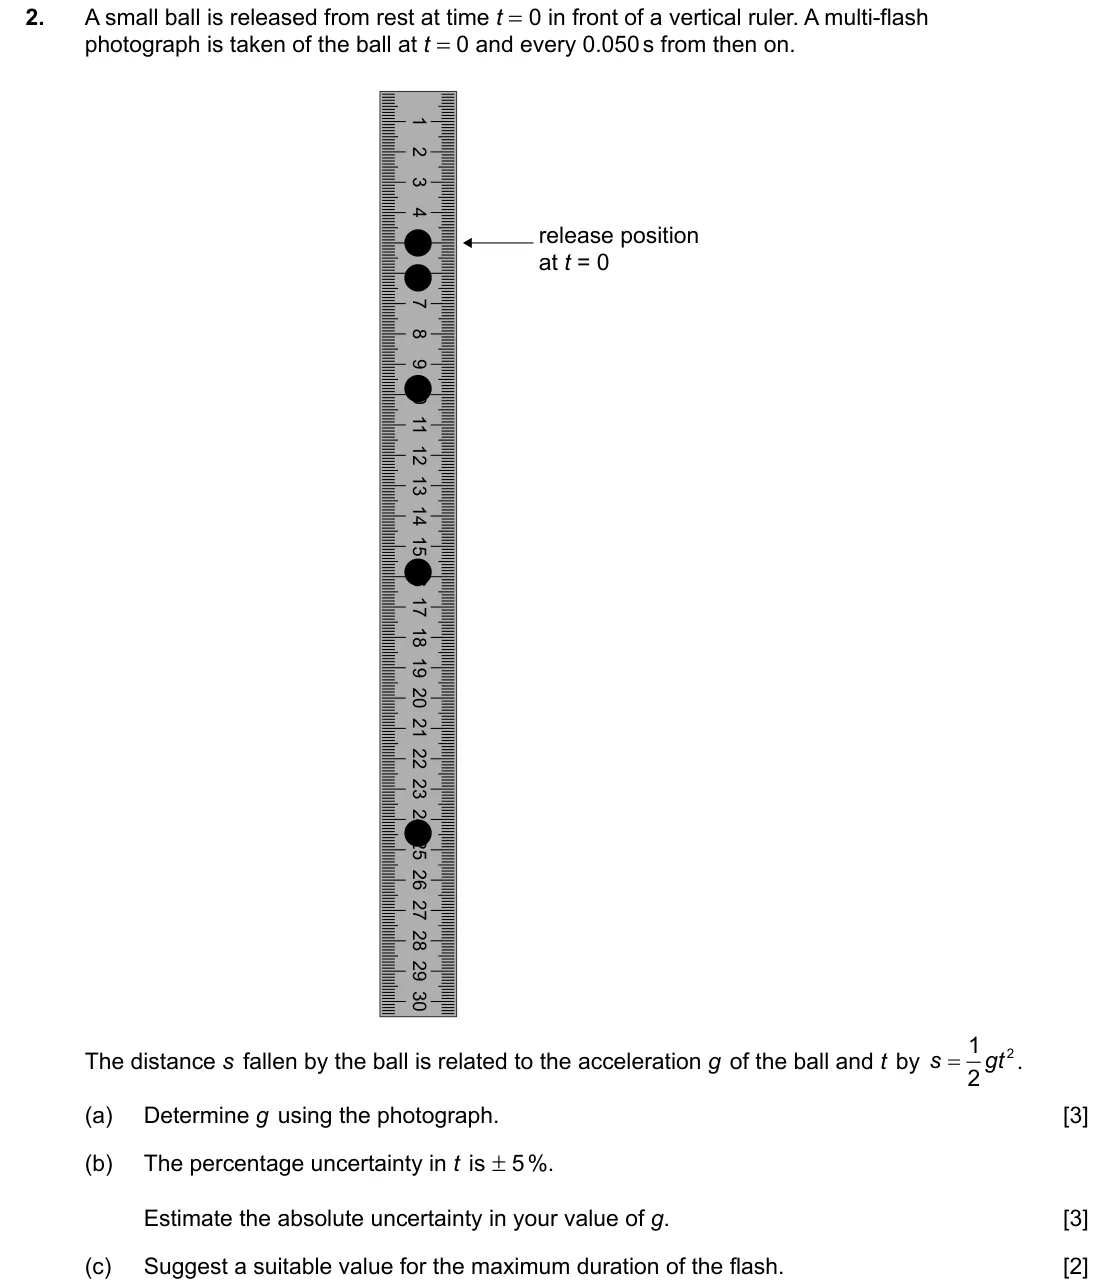 2. A small ball is released from rest at time t = 0 in front of a vertical ruler. A multi-flash
photograph is taken of the ball at t = 0 and every 0.050 s from then on.
1
2
3
4
release position
at t = 0
7
8
9
11
12
13
14
15
17
18
19
20
21
22
23
2
5
26
27
28
29
30
The distance s fallen by the ball is related to the acceleration g of the ball and t by s = 1/2 gt².
(a) Determine g using the photograph. [3]
(b) The percentage uncertainty in t is ± 5 %.
Estimate the absolute uncertainty in your value of g. [3]
(c) Suggest a suitable value for the maximum duration of the flash. [2]